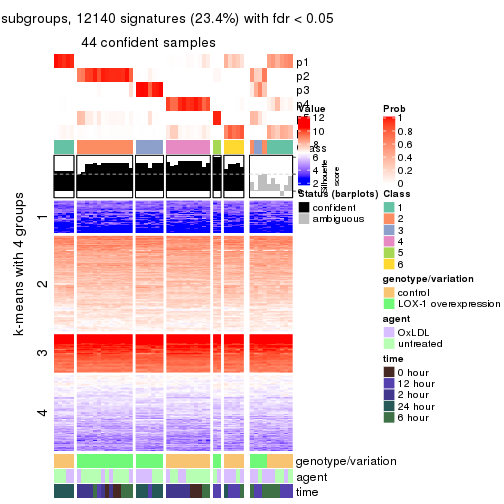 subgroups, 12140 signatures (23.4%) with fdr < 0.05
44 confident samples
p1
p2
p3
p4
Value
12
10
8
6
4
2
0
silhouette
score
Prob
1
0.8
0.6
0.4
0.2
0
Status (barplots)
confident
ambiguous
Class
1
2
3
4
5
6
genotype/variation
control
LOX-1 overexpression
agent
OxLDL
untreated
time
0 hour
12 hour
2 hour
24 hour
6 hour
k-means with 4 groups
1
2
3
4
genotype/variation
agent
time